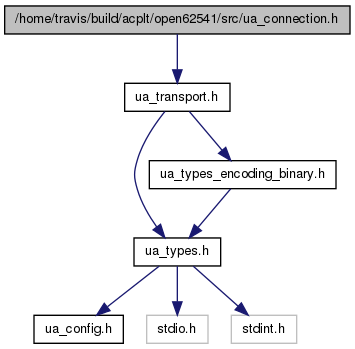 /home/travis/build/acplt/open62541/src/ua_connection.h
ua_transport.h
ua_types_encoding_binary.h
ua_types.h
ua_config.h
stdio.h
stdint.h